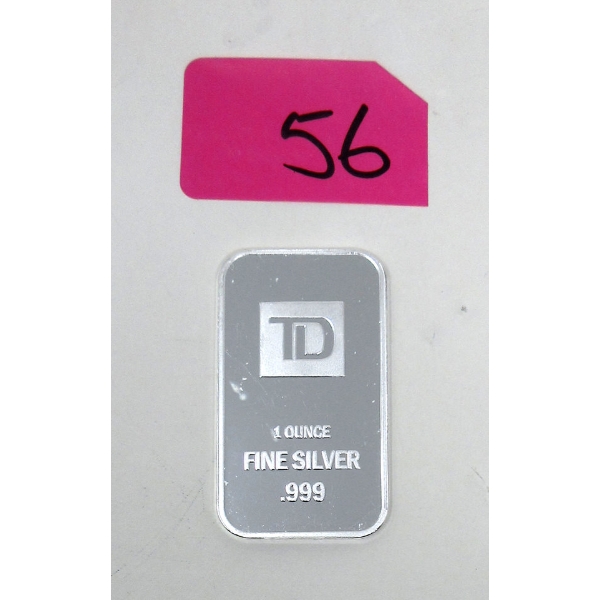 56
TD
1 OUNCE
FINE SILVER
.999